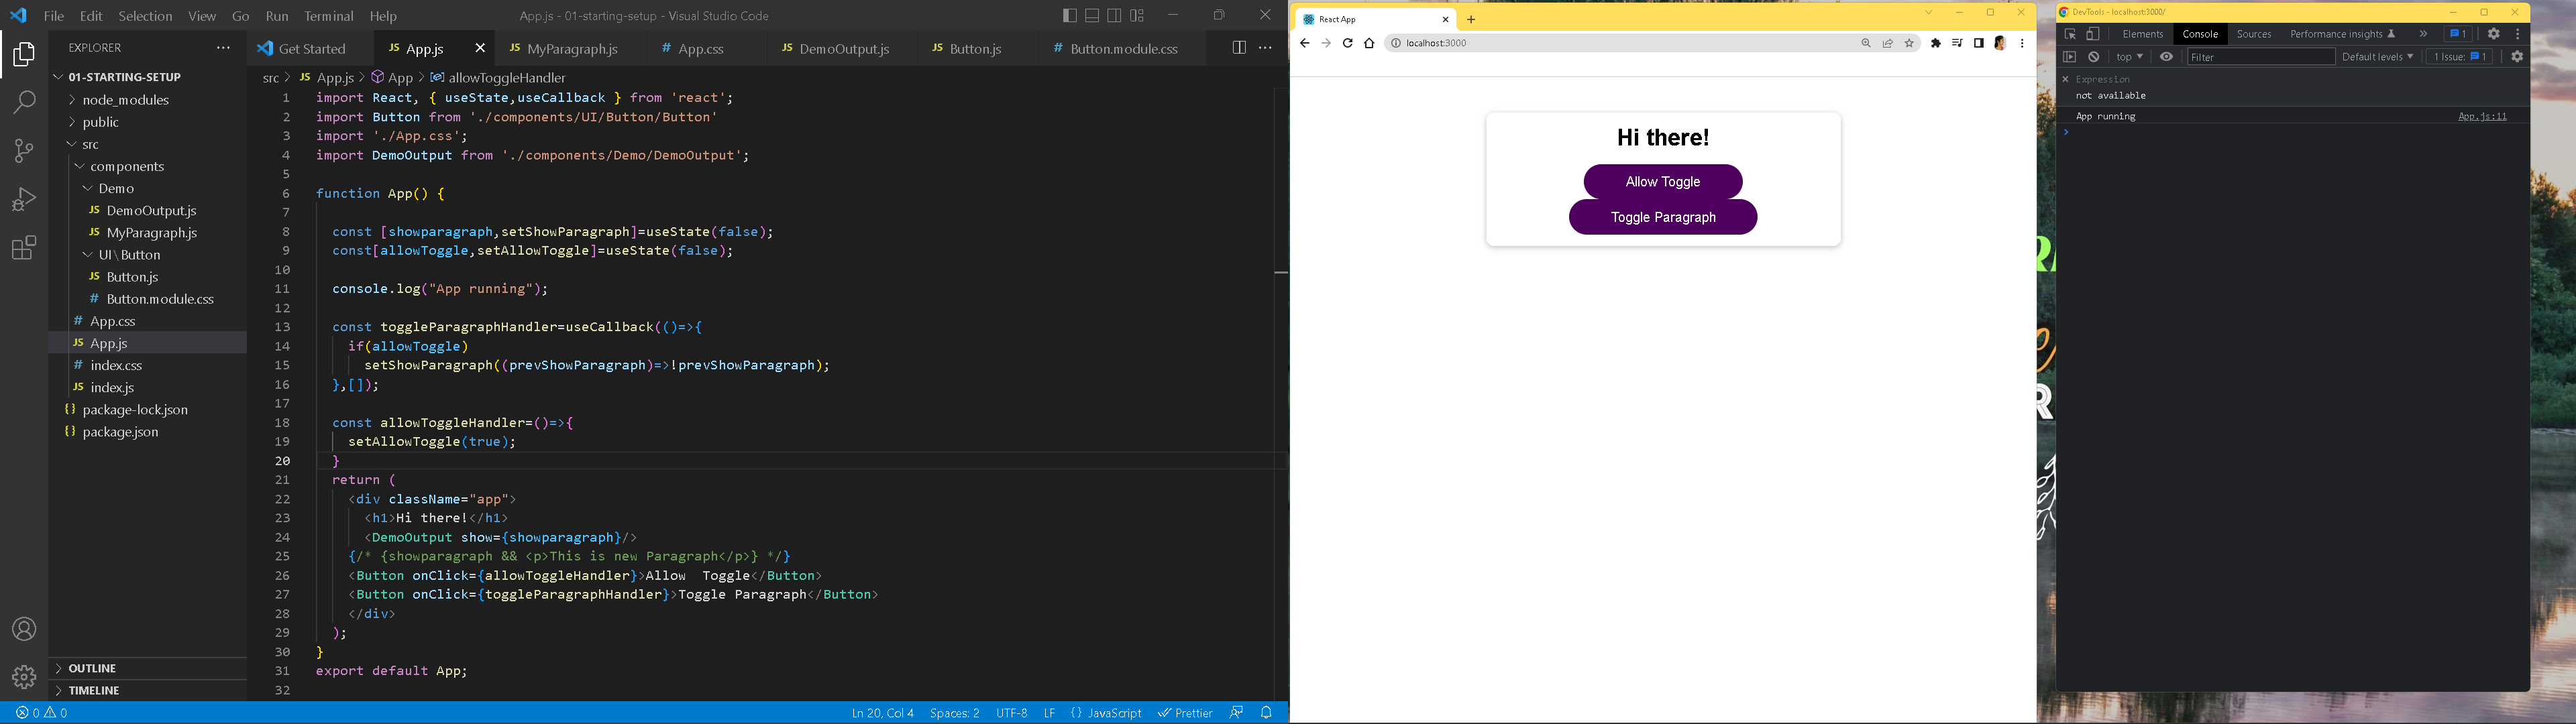 File Edit Selection View Go Run Terminal Help
App.js - 01-starting-setup - Visual Studio Code
EXPLORER
01-STARTING-SETUP
node_modules
public
src
components
Demo
JS DemoOutput.js
JS MyParagraph.js
UI\Button
JS Button.js
# Button.module.css
# App.css
JS App.js
# index.css
JS index.js
{} package-lock.json
{} package.json
OUTLINE
TIMELINE
Get Started JS App.js JS MyParagraph.js # App.css JS DemoOutput.js JS Button.js # Button.module.css
src > JS App.js > App > allowToggleHandler
1 import React, { useState,useCallback } from 'react';
2 import Button from './components/UI/Button/Button'
3 import './App.css';
4 import DemoOutput from './components/Demo/DemoOutput';
5
6 function App() {
7
8 const [showparagraph,setShowParagraph]=useState(false);
9 const[allowToggle,setAllowToggle]=useState(false);
10
11 console.log("App running");
12
13 const toggleParagraphHandler=useCallback(()=>{
14 if(allowToggle)
15 setShowParagraph((prevShowParagraph)=>!prevShowParagraph);
16 },[]);
17
18 const allowToggleHandler=()=>{
19 setAllowToggle(true);
20 }
21 return (
22 <div className="app">
23 <h1>Hi there!</h1>
24 <DemoOutput show={showparagraph}/>
25 {/* {showparagraph && <p>This is new Paragraph</p>} */}
26 <Button onClick={allowToggleHandler}>Allow  Toggle</Button>
27 <Button onClick={toggleParagraphHandler}>Toggle Paragraph</Button>
28 </div>
29 );
30 }
31 export default App;
32
0 0
Ln 20, Col 4 Spaces: 2 UTF-8 LF {} JavaScript Prettier
React App
localhost:3000
Hi there!
Allow Toggle
Toggle Paragraph
DevTools - localhost:3000/
Elements Console Sources Performance insights 1
top Filter Default levels 1 Issue: 1
Expression
not available
App running App.js:11